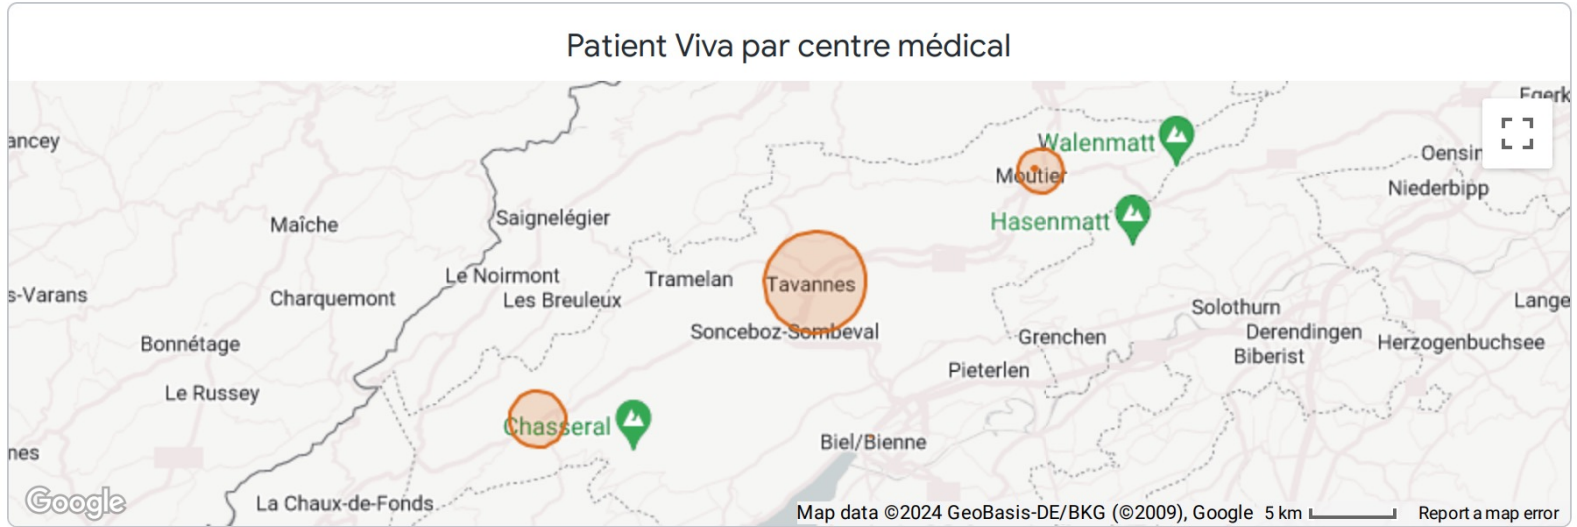 Patient Viva par centre médical
Egerk
ancey
Walenmatt
Oensin
Moutier
Niederbipp
Maîche
Saignelégier
Hasenmatt
Le Noirmont
Tramelan
Tavannes
s-Varans
Charquemont
Les Breuleux
Solothurn
Lange
Sonceboz-Sombeval
Grenchen
Derendingen
Bonnétage
Herzogenbuchsee
Biberist
Pieterlen
Le Russey
Chasseral
Biel/Bienne
nes
Google
La Chaux-de-Fonds
Map data ©2024 GeoBasis-DE/BKG (©2009), Google 5 km Report a map error